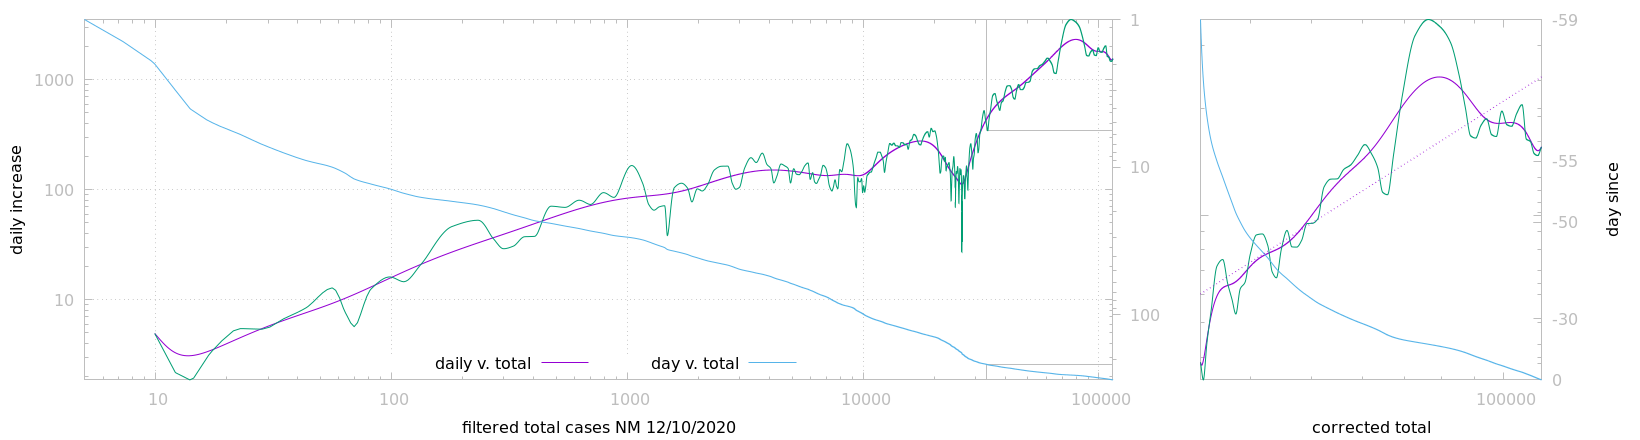 daily increase
1000
100
10
10
100
1000
10000
100000
filtered total cases NM 12/10/2020
daily v. total
day v. total
1
10
100
100000
corrected total
-59
-55
-50
-30
0
day since